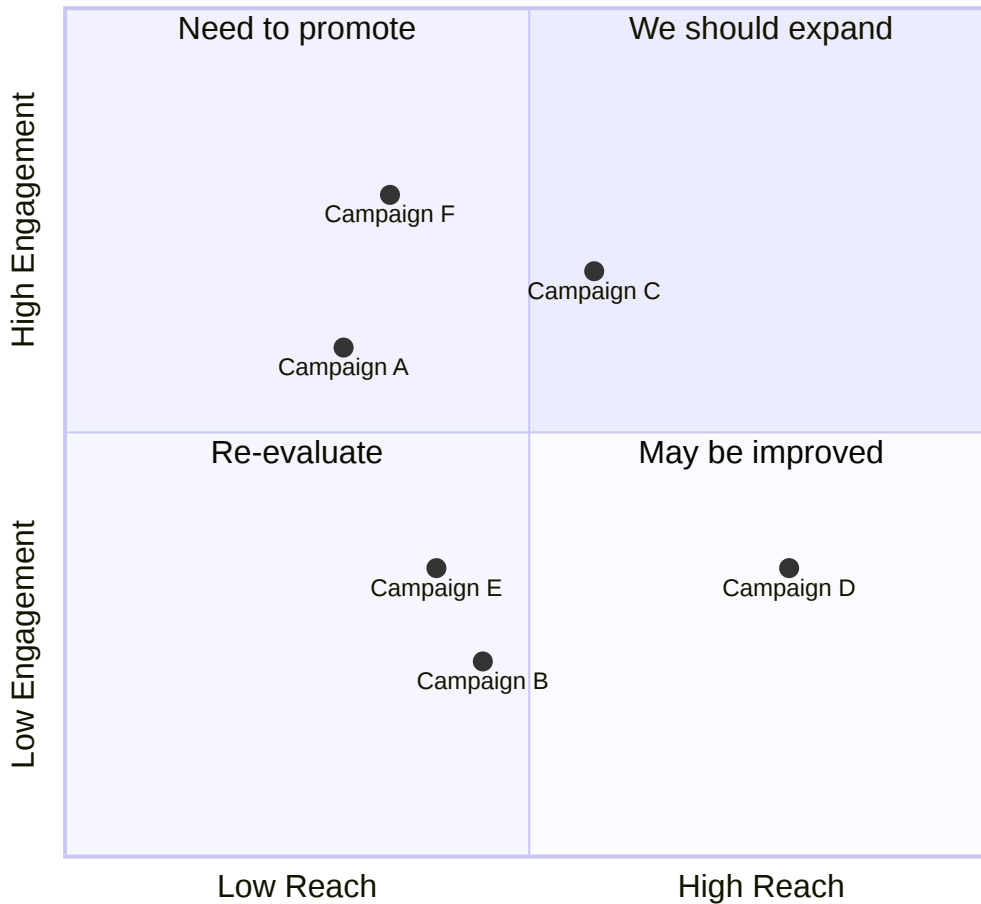 Need to promote
We should expand
High Engagement
Campaign F
Campaign C
Campaign A
Re-evaluate
May be improved
Low Engagement
Campaign E
Campaign D
Campaign B
Low Reach
High Reach